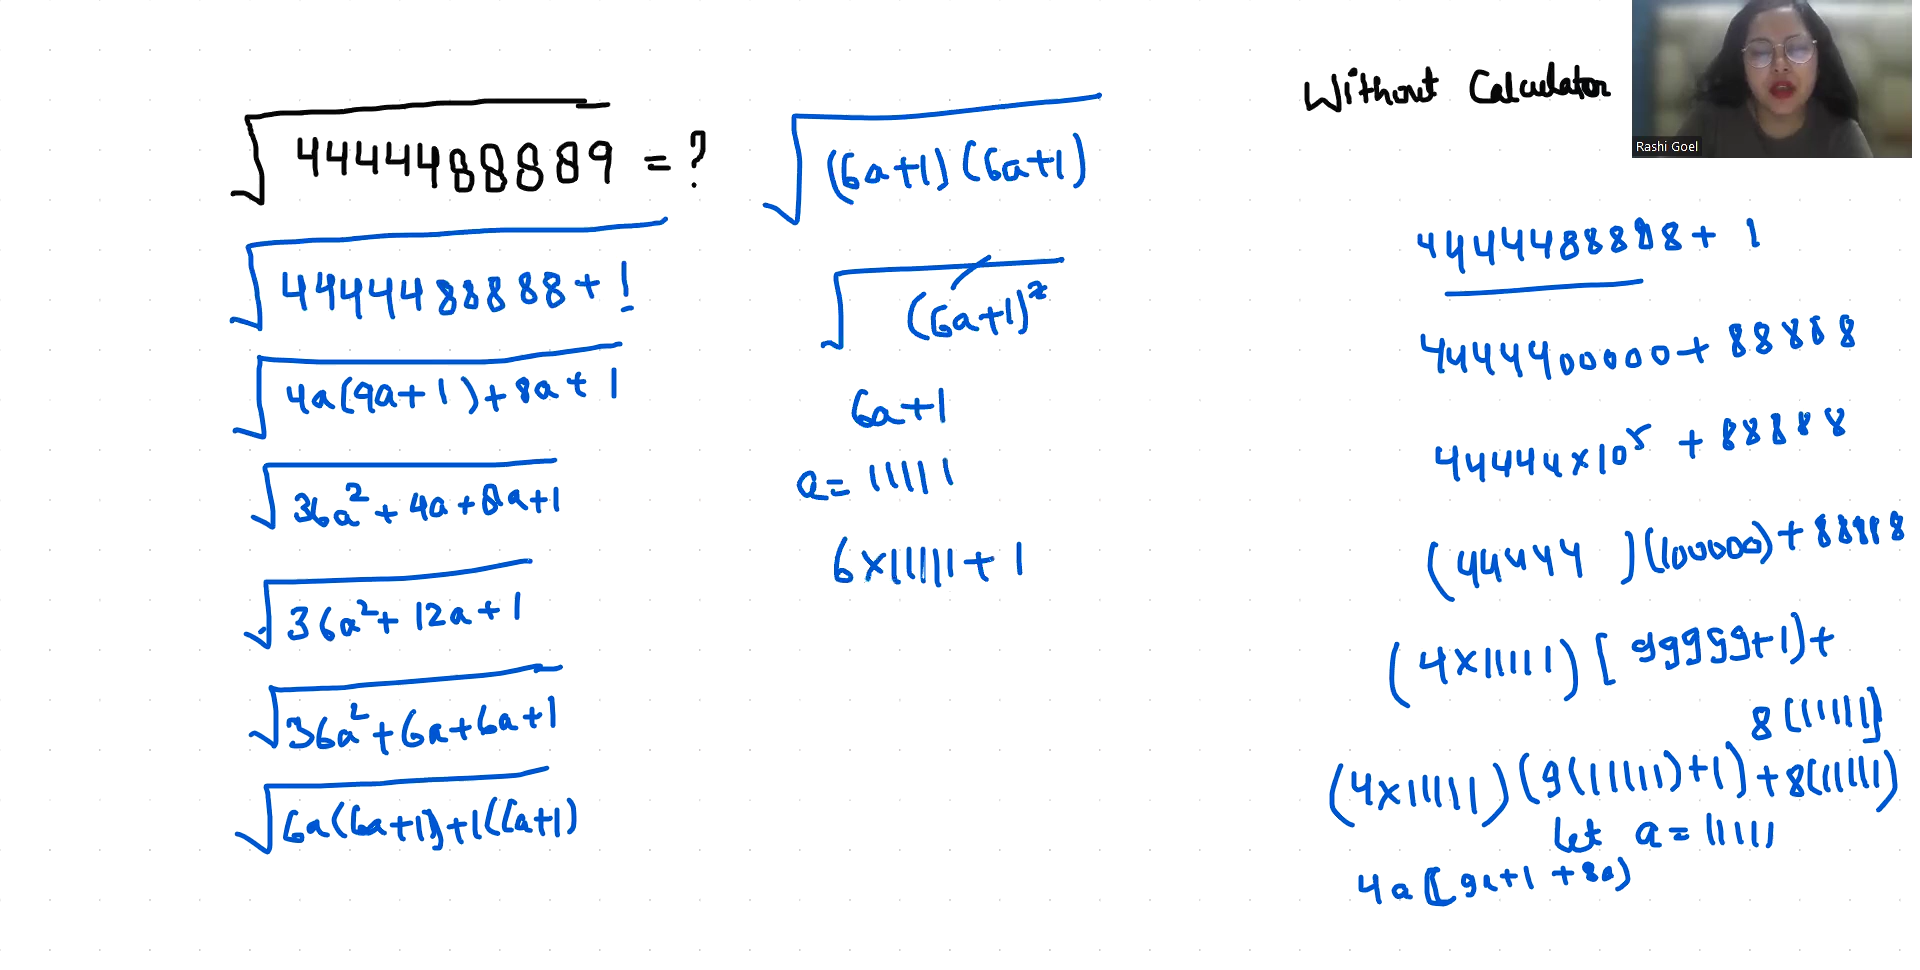 √4444488889 = ?
√4444488888 + 1
√4a(9a+1)+8a+1
√36a²+4a+8a+1
√36a²+12a+1
√36a²+6a+6a+1
√6a(6a+1)+1(6a+1)
√(6a+1)(6a+1)
√(6a+1)²
6a+1
a= 11111
6×11111+1
Without Calculator
Rashi Goel
4444488888+ 1
4444400000+88888
44444×10⁵ +88888
(44444 )(100000)+88888
(4×11111)[99999+1)+
8[11111]
(4×11111)(9(11111)+1)+8(11111)
let a= 11111
4a[[9a+1 +8a)